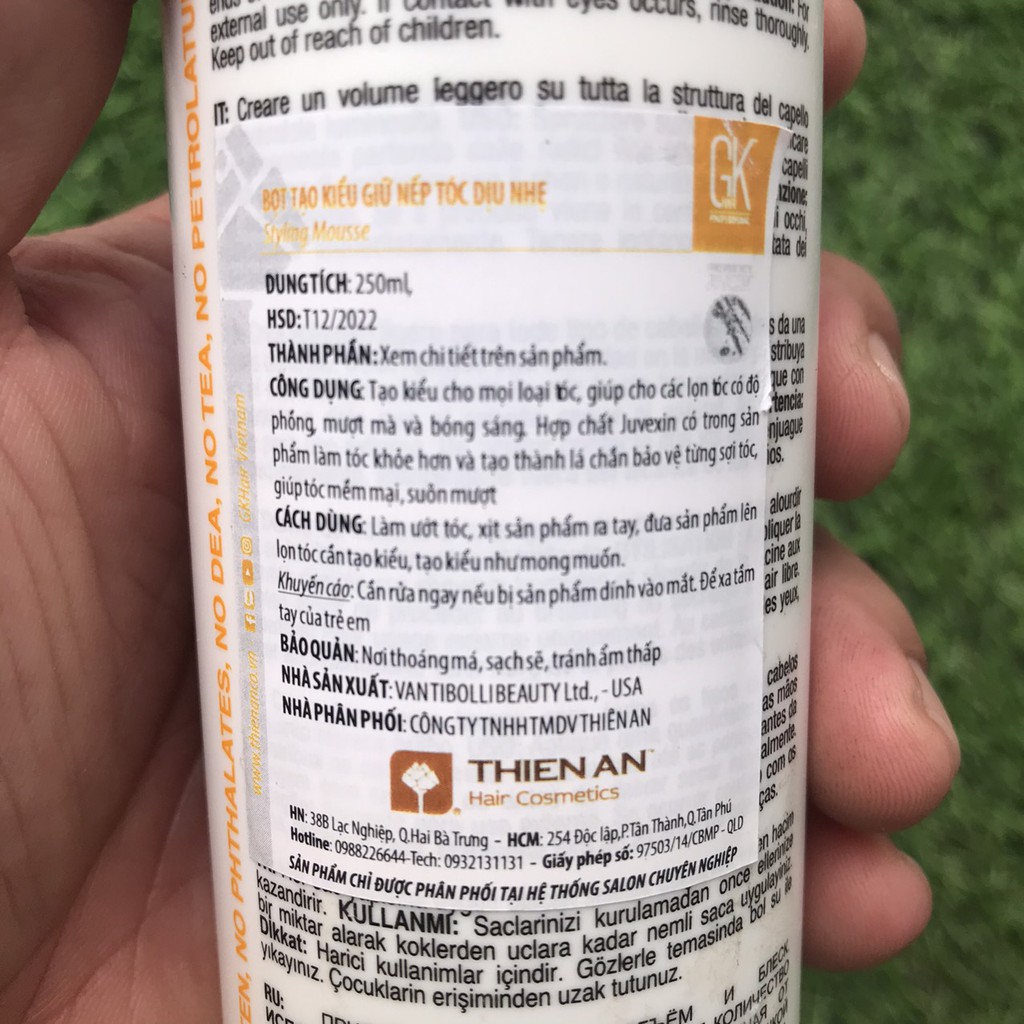 external use only. If contact with eyes occurs, rinse thoroughly.
Keep out of reach of children.
IT: Creare un volume leggero su tutta la struttura del capello
GK
BỌT TẠO KIỂU GIỮ NẾP TÓC DỊU NHẸ
Styling Mousse
DUNG TÍCH: 250ml,
HSD: T12/2022
THÀNH PHẦN: Xem chi tiết trên sản phẩm.
CÔNG DỤNG: Tạo kiểu cho mọi loại tóc, giúp cho các lọn tóc có độ
phồng, mượt mà và bóng sáng. Hợp chất Juvexin có trong sản
phẩm làm tóc khỏe hơn và tạo thành lá chắn bảo vệ từng sợi tóc,
giúp tóc mềm mại, suôn mượt
CÁCH DÙNG: Làm ướt tóc, xịt sản phẩm ra tay, đưa sản phẩm lên
lọn tóc cần tạo kiểu, tạo kiểu như mong muốn.
Khuyến cáo: Cần rửa ngay nếu bị sản phẩm dính vào mắt. Để xa tầm
tay của trẻ em
BẢO QUẢN: Nơi thoáng má, sạch sẽ, tránh ẩm thấp
NHÀ SẢN XUẤT: VAN TIBOLLI BEAUTY Ltd., - USA
NHÀ PHÂN PHỐI: CÔNG TY TNHH TMDV THIÊN AN
THIEN AN
Hair Cosmetics
HN: 38B Lạc Nghiệp, Q.Hai Bà Trưng - HCM: 254 Độc lập,P.Tân Thành,Q.Tân Phú
Hotline: 0988226644-Tech: 0932131131 - Giấy phép số: 97503/14/CBMP - QLD
SẢN PHẨM CHỈ ĐƯỢC PHÂN PHỐI TẠI HỆ THỐNG SALON CHUYÊN NGHIỆP
www.thienanco.vn
GKHair Vietnam
NO PHTHALATES, NO DEA, NO TEA, NO PETROLATU
kazandirir. KULLANMI: Saclarinizi kurulamadan once ellerinize
bir miktar alarak koklerden uclara kadar nemli saca uygulayiniz.
Dikkat: Harici kullanimlar içindir. Gözlerle temasinda bol su ile
yıkayınız. Çocuklarin erişiminden uzak tutunuz.
RU: